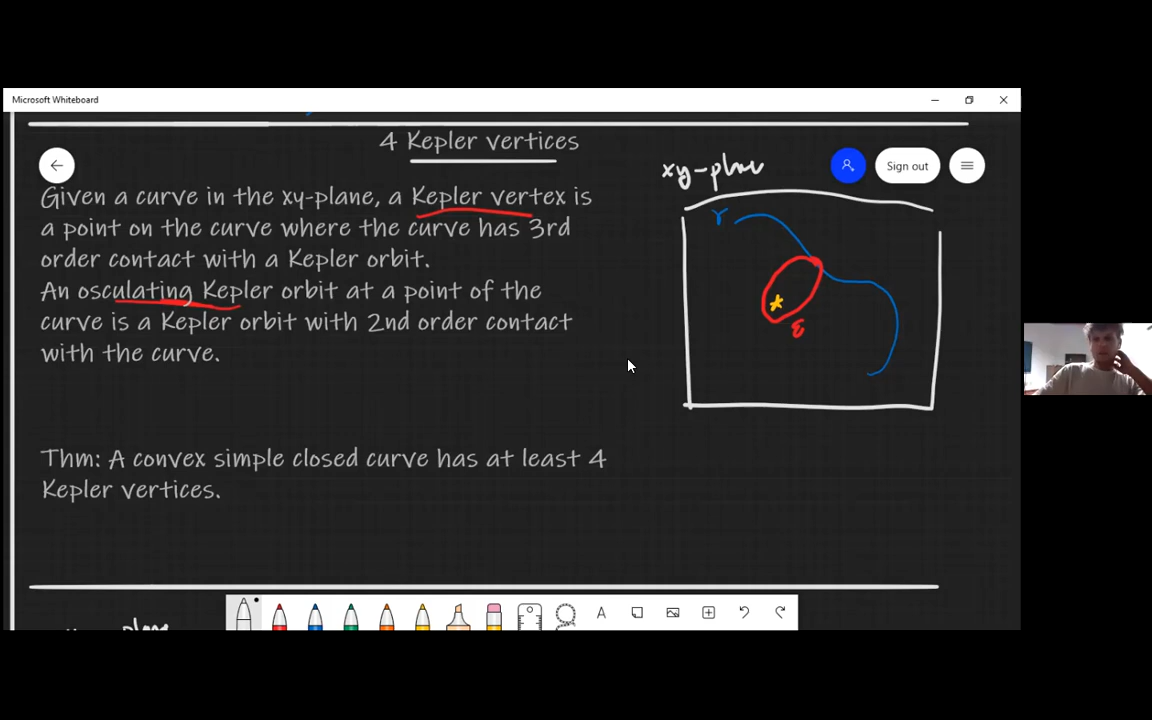 Microsoft Whiteboard
4 Kepler vertices
xy-plane
Sign out
Given a curve in the xy-plane, a Kepler vertex is
a point on the curve where the curve has 3rd
order contact with a Kepler orbit.
An osculating Kepler orbit at a point of the
curve is a Kepler orbit with 2nd order contact
with the curve.
γ
ε
Thm: A convex simple closed curve has at least 4
Kepler vertices.
plane
A